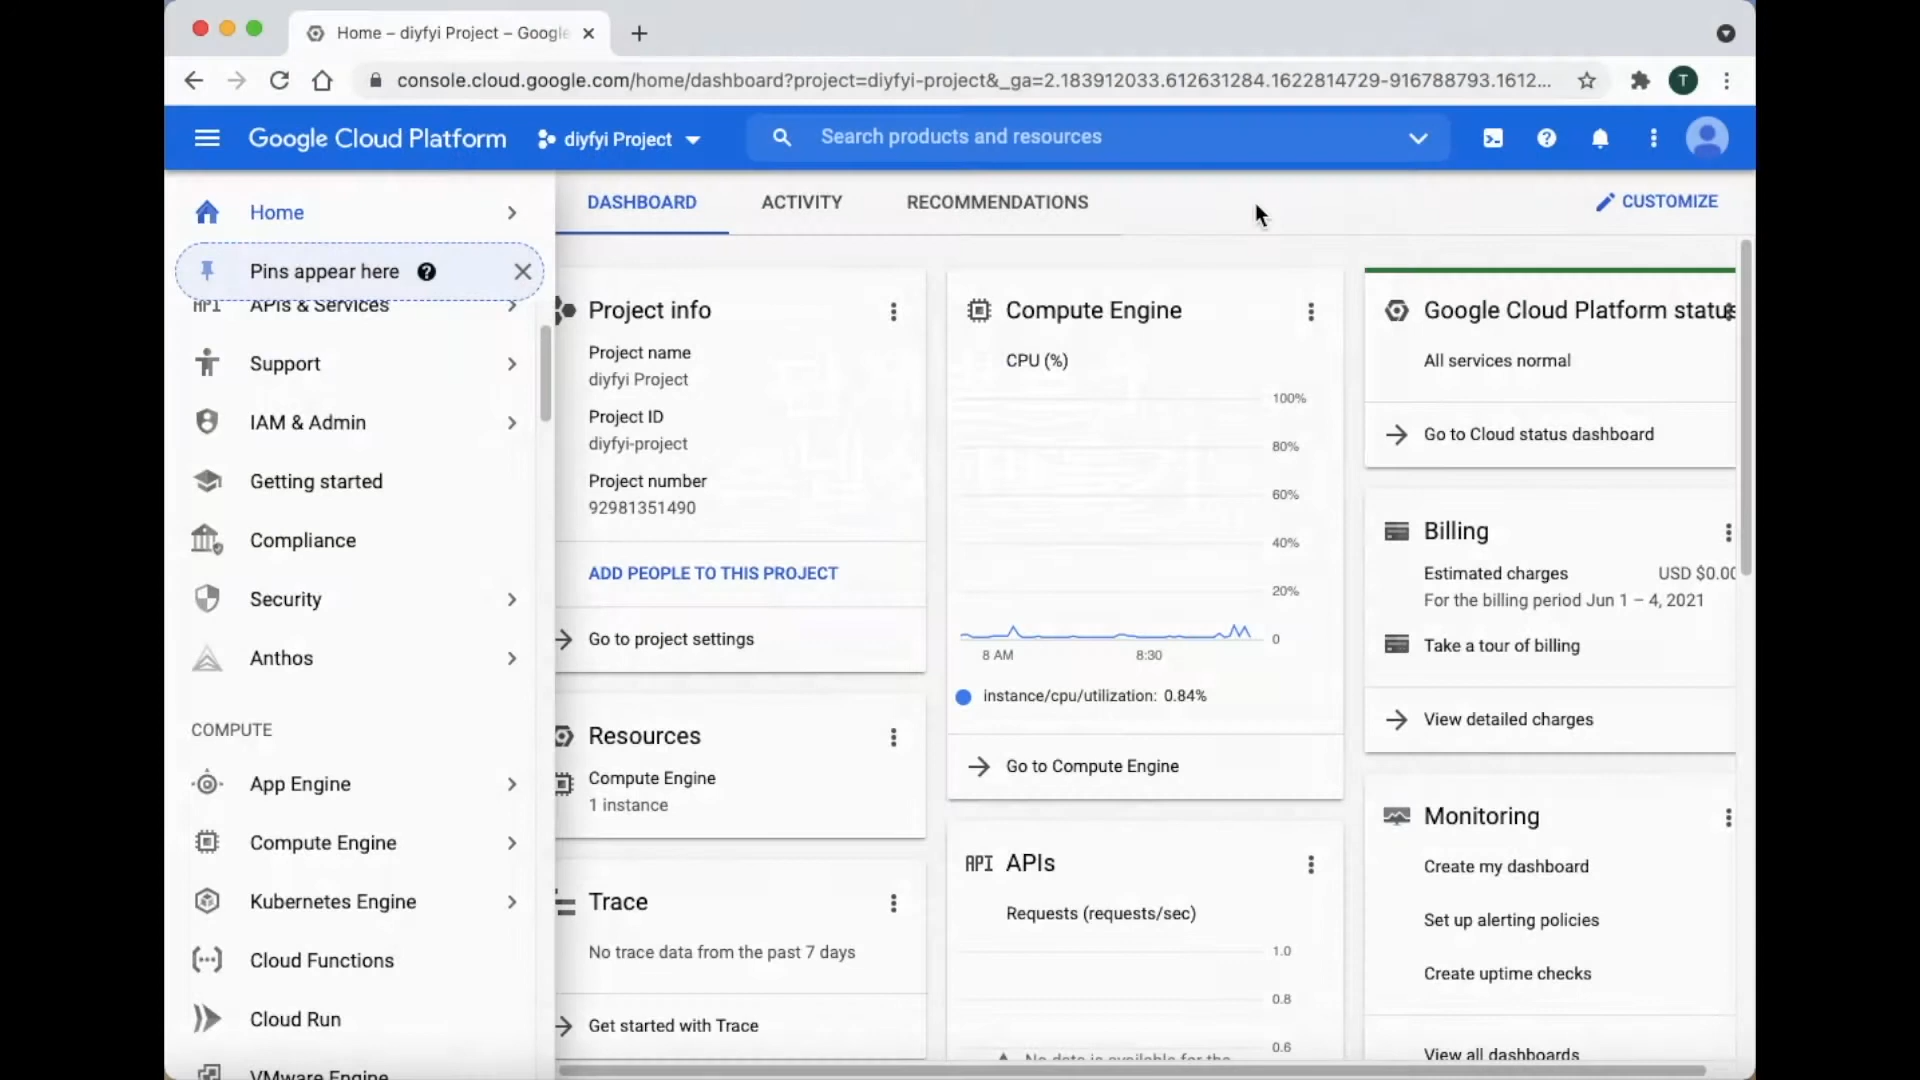 Home – diyfyi Project – Google
console.cloud.google.com/home/dashboard?project=diyfyi-project&_ga=2.183912033.612631284.1622814729-916788793.1612...
T
Google Cloud Platform
diyfyi Project
Search products and resources
Home
Pins appear here
APIs & Services
Support
IAM & Admin
Getting started
Compliance
Security
Anthos
COMPUTE
App Engine
Compute Engine
Kubernetes Engine
Cloud Functions
Cloud Run
VMware Engine
DASHBOARD
ACTIVITY
RECOMMENDATIONS
CUSTOMIZE
Project info
Project name
diyfyi Project
Project ID
diyfyi-project
Project number
92981351490
ADD PEOPLE TO THIS PROJECT
Go to project settings
Resources
Compute Engine
1 instance
Trace
No trace data from the past 7 days
Get started with Trace
Compute Engine
CPU (%)
100%
80%
60%
40%
20%
0
8 AM
8:30
instance/cpu/utilization: 0.84%
Go to Compute Engine
API APIs
Requests (requests/sec)
1.0
0.8
0.6
No data is available for the
Google Cloud Platform status
All services normal
Go to Cloud status dashboard
Billing
Estimated charges
USD $0.00
For the billing period Jun 1 – 4, 2021
Take a tour of billing
View detailed charges
Monitoring
Create my dashboard
Set up alerting policies
Create uptime checks
View all dashboards